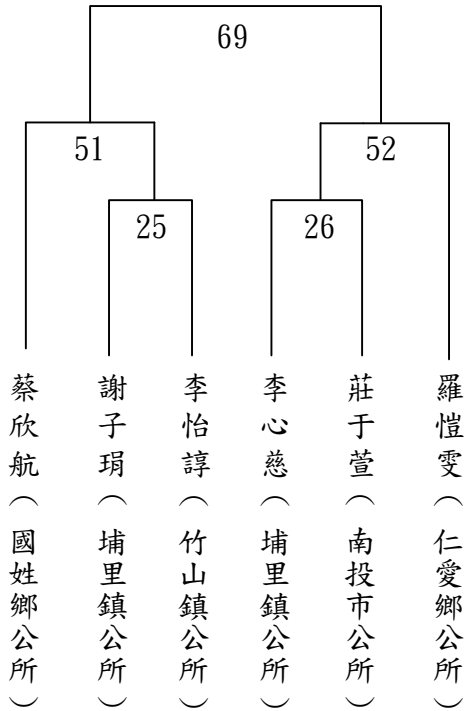 69
51
52
25
26
蔡欣航（國姓鄉公所）
謝子琄（埔里鎮公所）
李怡諄（竹山鎮公所）
李心慈（埔里鎮公所）
莊于萱（南投市公所）
羅愷雯（仁愛鄉公所）